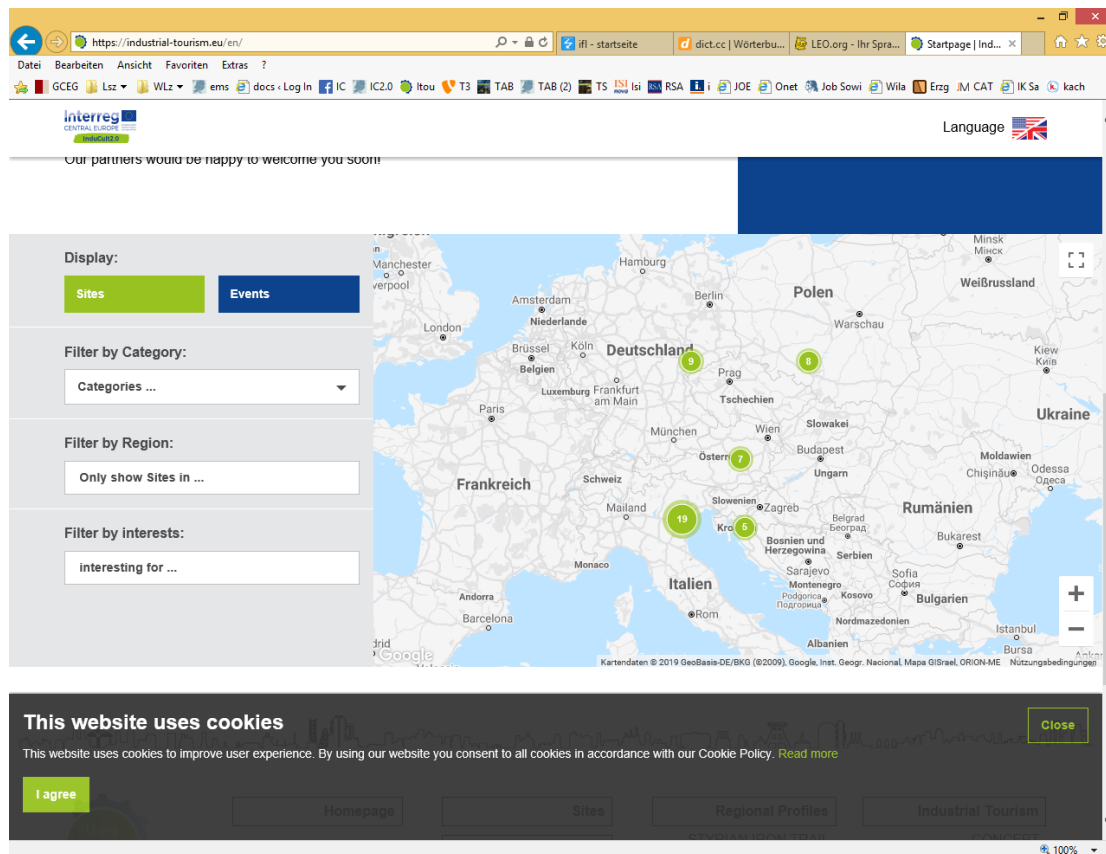 https://industrial-tourism.eu/en/
ifl - startseite
dict.cc | Wörterbu...
LEO.org - Ihr Spra...
Startpage | Ind...
Datei Bearbeiten Ansicht Favoriten Extras ?
GCEG Lsz WLz ems docs ‹ Log In IC IC2.0 Itou T3 TAB TAB (2) TS Isi RSA i JOE Onet Job Sowi Wila Erzg CAT IK Sa kach
Interreg
CENTRAL EUROPE
InduCult2.0
Language
Our partners would be happy to welcome you soon!
Display:
Sites
Events
Filter by Category:
Categories ...
Filter by Region:
Only show Sites in ...
Filter by interests:
interesting for ...
Minsk
Мінск
Manchester
Hamburg
verpool
Weißrussland
Amsterdam
Berlin
Polen
Niederlande
Warschau
London
Brüssel
Köln
Deutschland
Kiew
Київ
9
8
Belgien
Prag
Luxemburg
Frankfurt
am Main
Tschechien
Paris
Ukraine
Slowakei
München
Wien
Budapest
Österr
7
Moldawien
Ungarn
Chișinău
Odessa
Одеса
Schweiz
Frankreich
Slowenien
Mailand
Zagreb
Rumänien
19
Kro
5
Belgrad
Београд
Bukarest
Bosnien und
Herzegowina
Serbien
Monaco
Sarajevo
Sofia
София
Italien
Montenegro
Kosovo
Andorra
Podgorica
Подгорица
Bulgarien
Barcelona
Rom
Nordmazedonien
Istanbul
Albanien
drid
Bursa
Google
Kartendaten © 2019 GeoBasis-DE/BKG (©2009), Google, Inst. Geogr. Nacional, Mapa GISrael, ORION-ME Nutzungsbedingungen
This website uses cookies
Close
This website uses cookies to improve user experience. By using our website you consent to all cookies in accordance with our Cookie Policy. Read more
I agree
Homepage
Sites
Regional Profiles
Industrial Tourism
STYRIAN IRON TRAIL
CONCEPT
100%